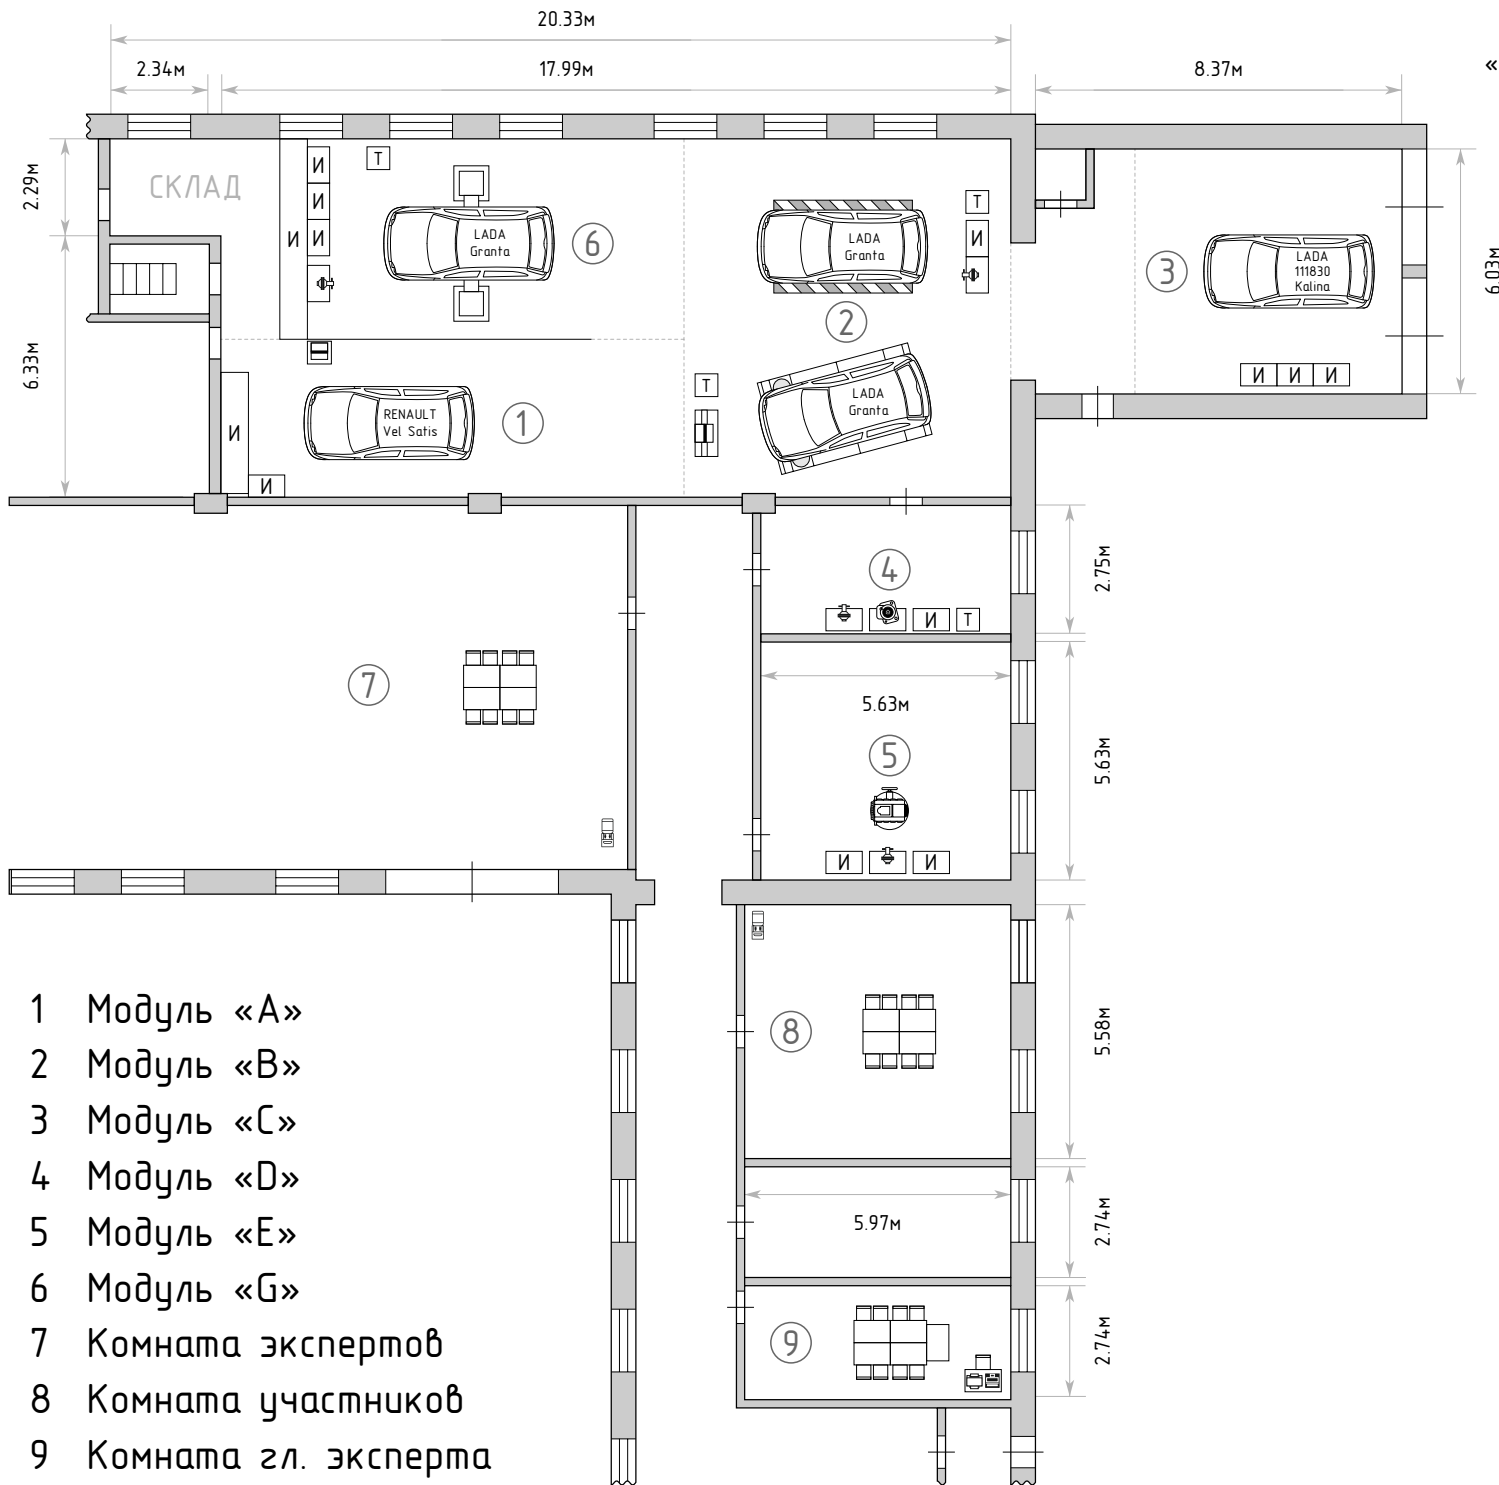 20.33м
2.34м
17.99м
8.37м
«
2.29м
СКЛАД
И
И
И
И
Т
LADA
Granta
6
LADA
Granta
Т
И
2
3
LADA
111830
Kalina
6.03м
6.33м
И
И
И
И
И
RENAULT
Vel Satis
1
Т
LADA
Granta
4
И
Т
2.75м
7
5.63м
5
5.63м
И
И
8
5.58м
5.97м
2.74м
9
2.74м
1 Модуль «A»
2 Модуль «B»
3 Модуль «C»
4 Модуль «D»
5 Модуль «E»
6 Модуль «G»
7 Комната экспертов
8 Комната участников
9 Комната гл. эксперта